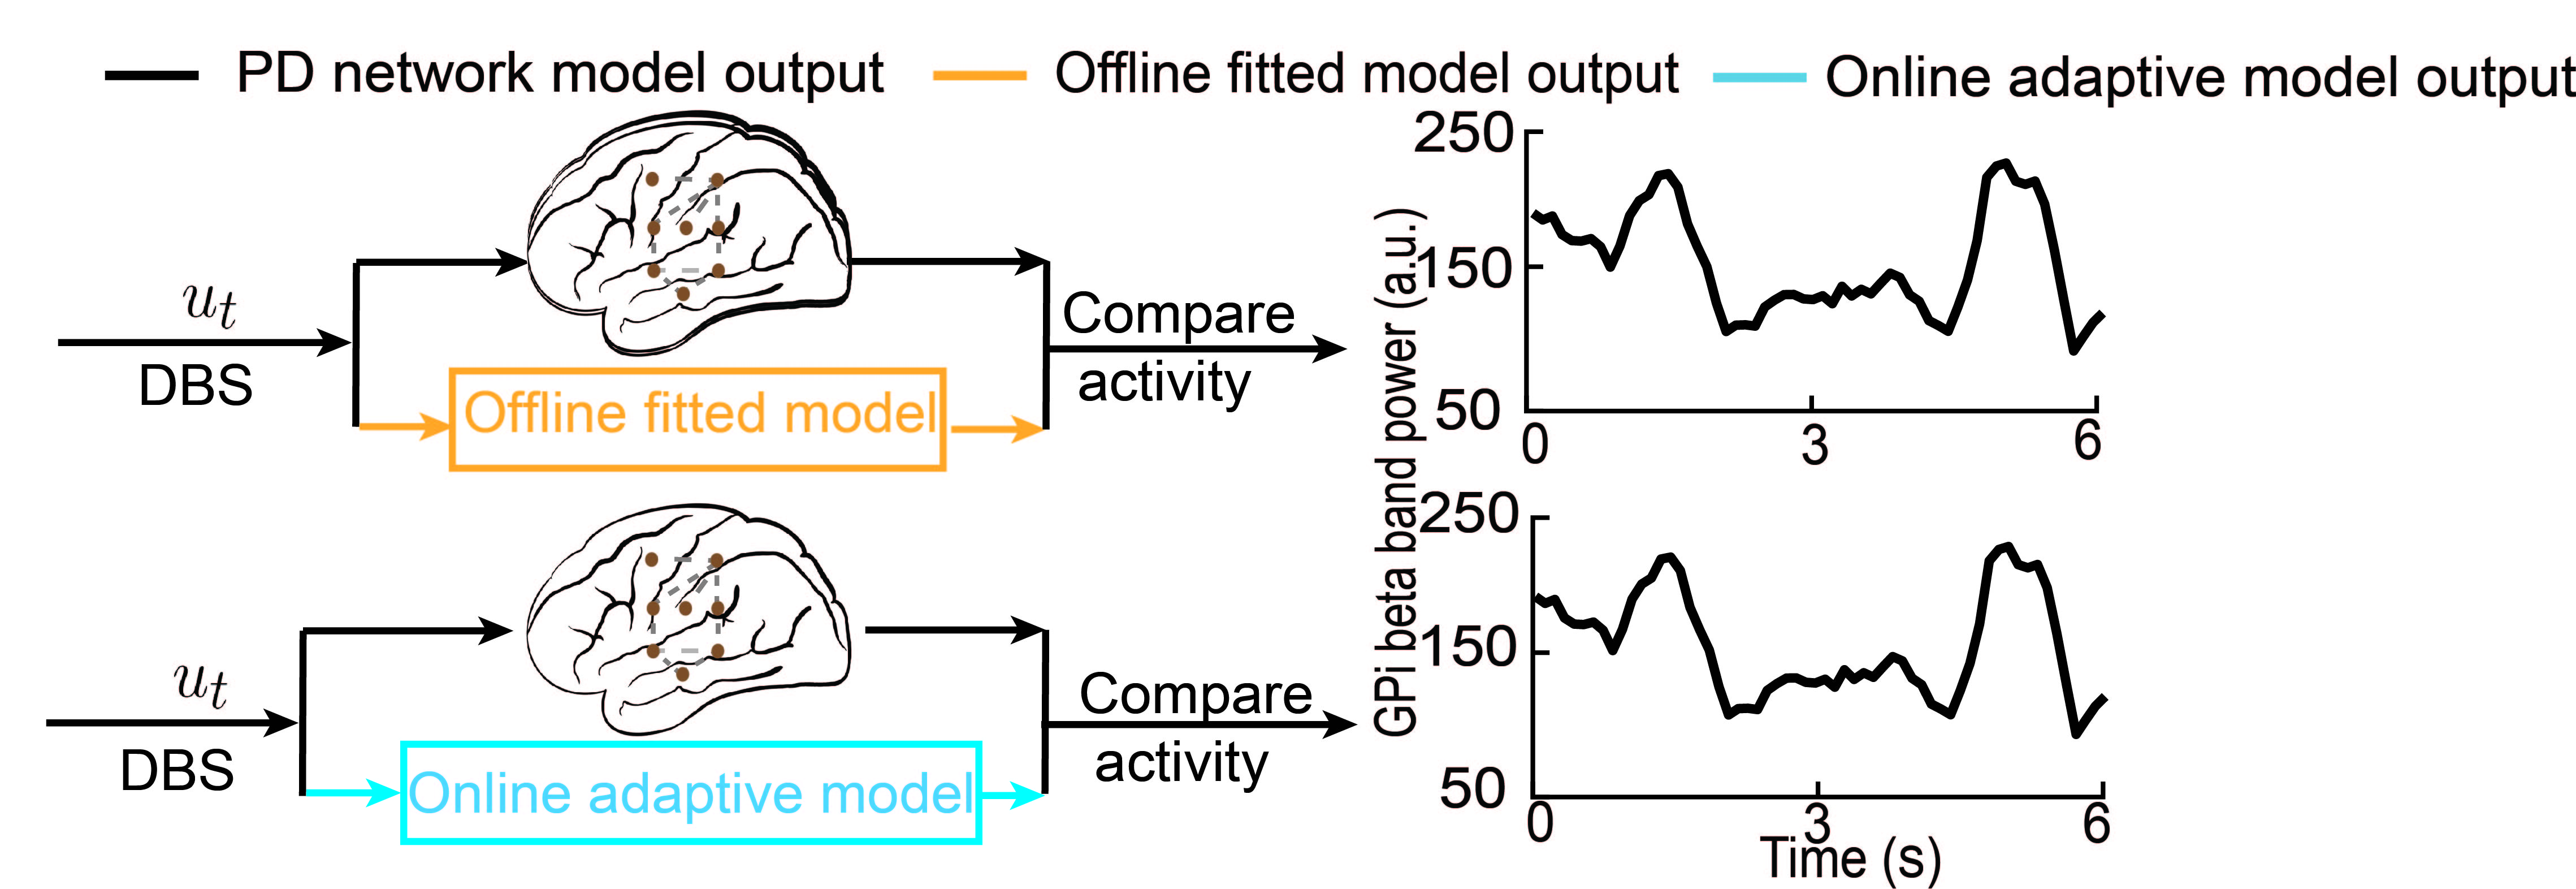 PD network model output
Offline fitted model output
Online adaptive model output
u_t
DBS
Offline fitted model
Compare
activity
250
150
50
0
3
6
GPi beta band power (a.u.)
u_t
DBS
Online adaptive model
Compare
activity
250
150
50
0
3
6
Time (s)